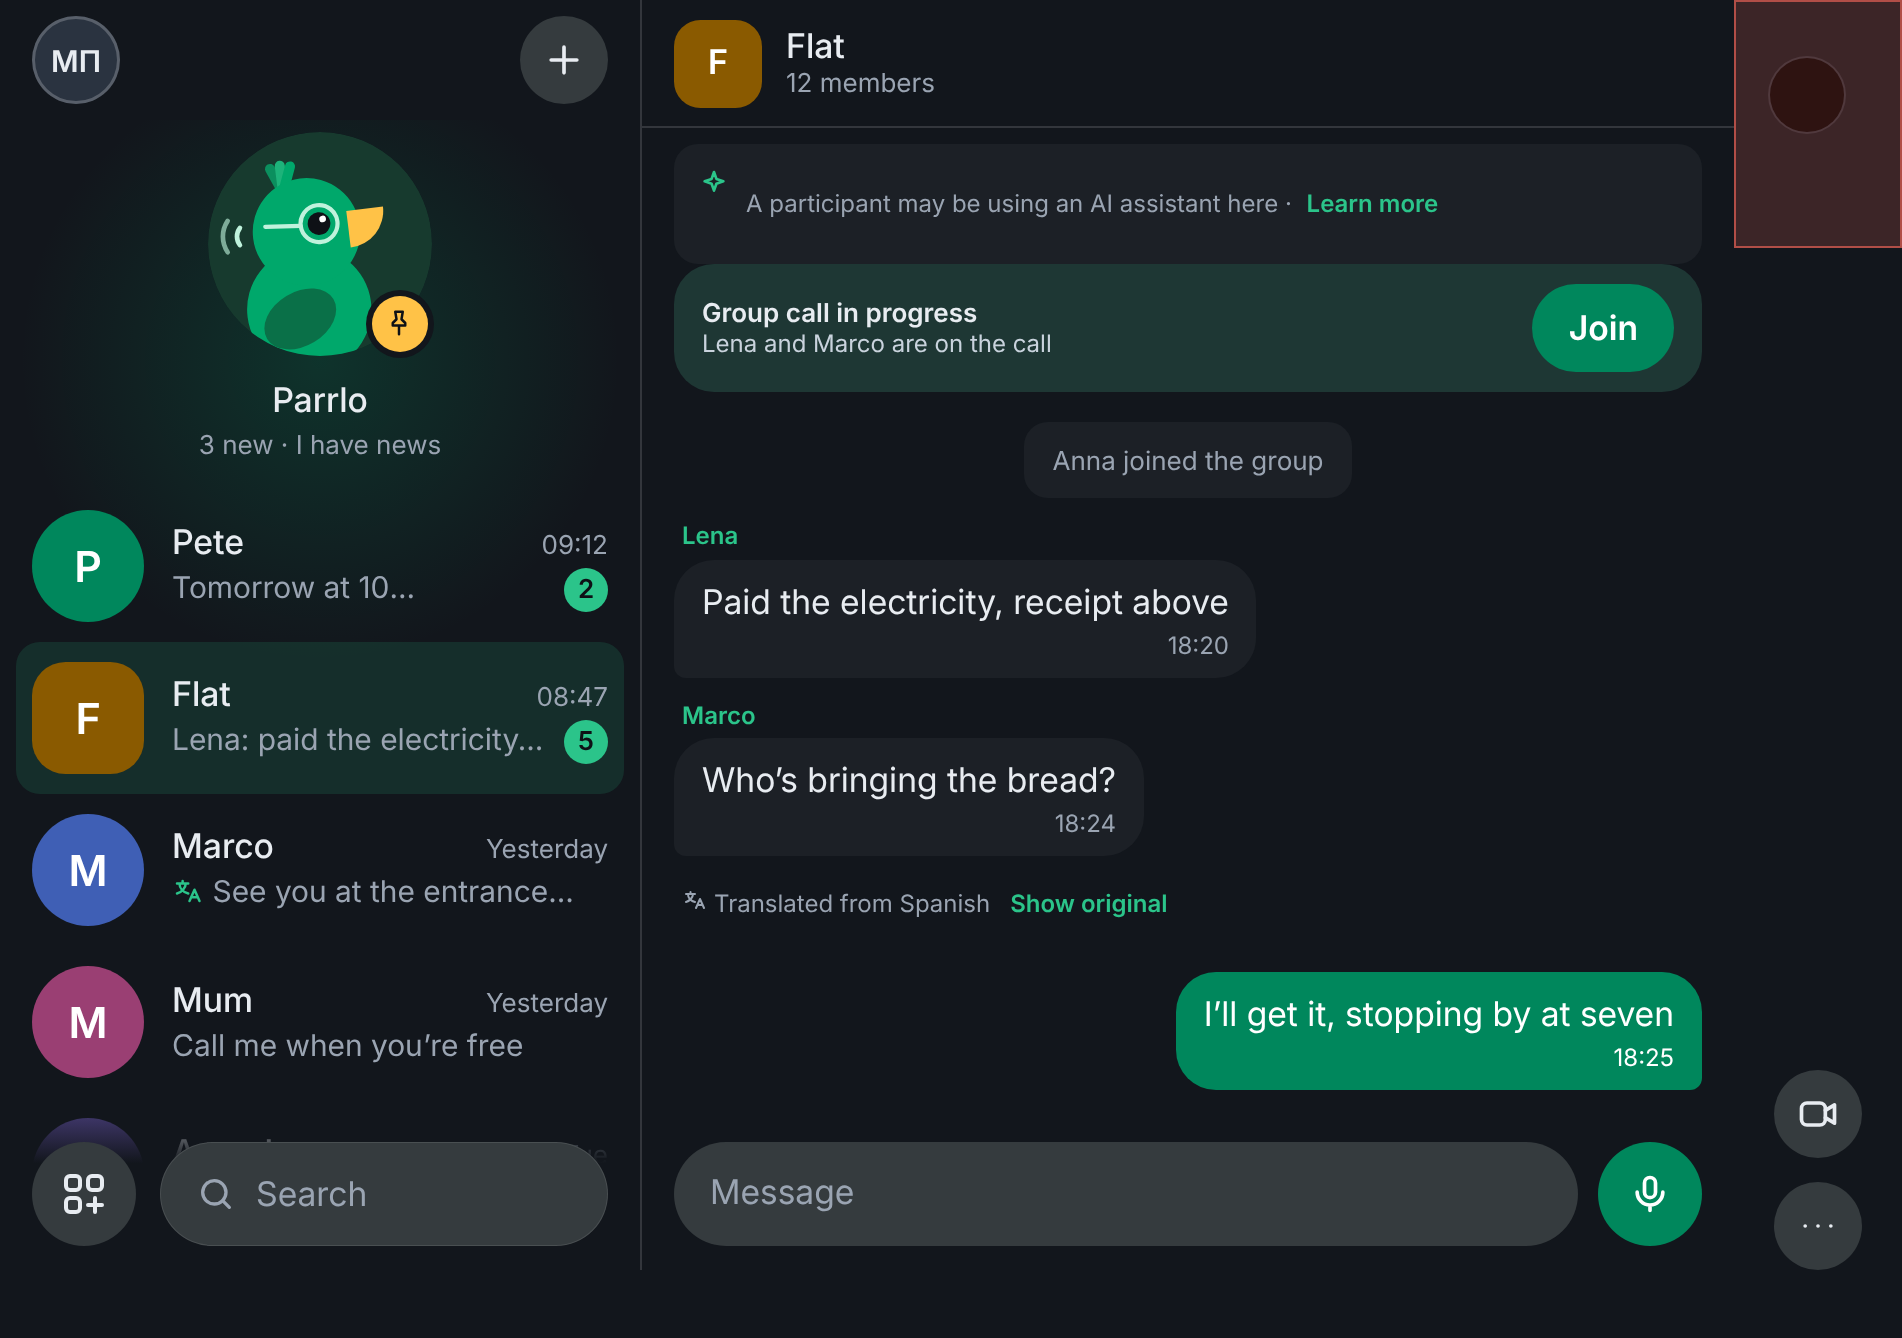 МП
Parrlo
3 new · I have news
P
Pete
09:12
Tomorrow at 10...
2
F
Flat
08:47
Lena: paid the electricity...
5
M
Marco
Yesterday
See you at the entrance...
M
Mum
Yesterday
Call me when you’re free
Search
F
Flat
12 members
A participant may be using an AI assistant here · Learn more
Group call in progress
Lena and Marco are on the call
Join
Anna joined the group
Lena
Paid the electricity, receipt above
18:20
Marco
Who’s bringing the bread?
18:24
Translated from Spanish Show original
I’ll get it, stopping by at seven
18:25
Message